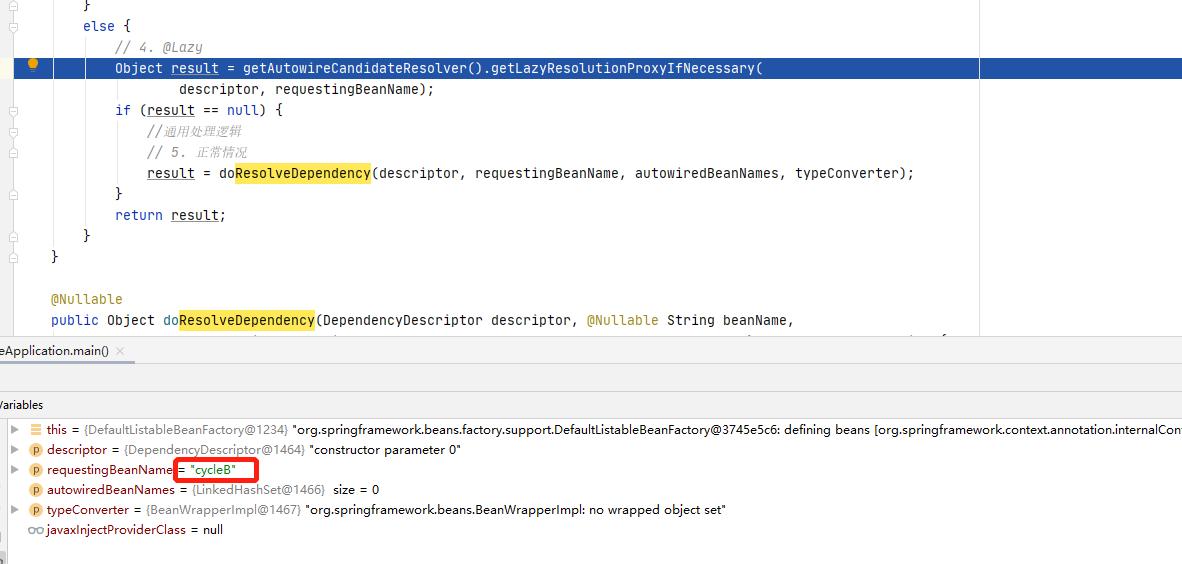 }
else {
// 4. @Lazy
Object result = getAutowireCandidateResolver().getLazyResolutionProxyIfNecessary(
descriptor, requestingBeanName);
if (result == null) {
//通用处理逻辑
// 5. 正常情况
result = doResolveDependency(descriptor, requestingBeanName, autowiredBeanNames, typeConverter);
}
return result;
}
}
@Nullable
public Object doResolveDependency(DependencyDescriptor descriptor, @Nullable String beanName,
eApplication.main() ×
Variables
this = {DefaultListableBeanFactory@1234} "org.springframework.beans.factory.support.DefaultListableBeanFactory@3745e5c6: defining beans [org.springframework.context.annotation.internalCon
p descriptor = {DependencyDescriptor@1464} "constructor parameter 0"
p requestingBeanName = "cycleB"
p autowiredBeanNames = {LinkedHashSet@1466} size = 0
p typeConverter = {BeanWrapperImpl@1467} "org.springframework.beans.BeanWrapperImpl: no wrapped object set"
javaxInjectProviderClass = null